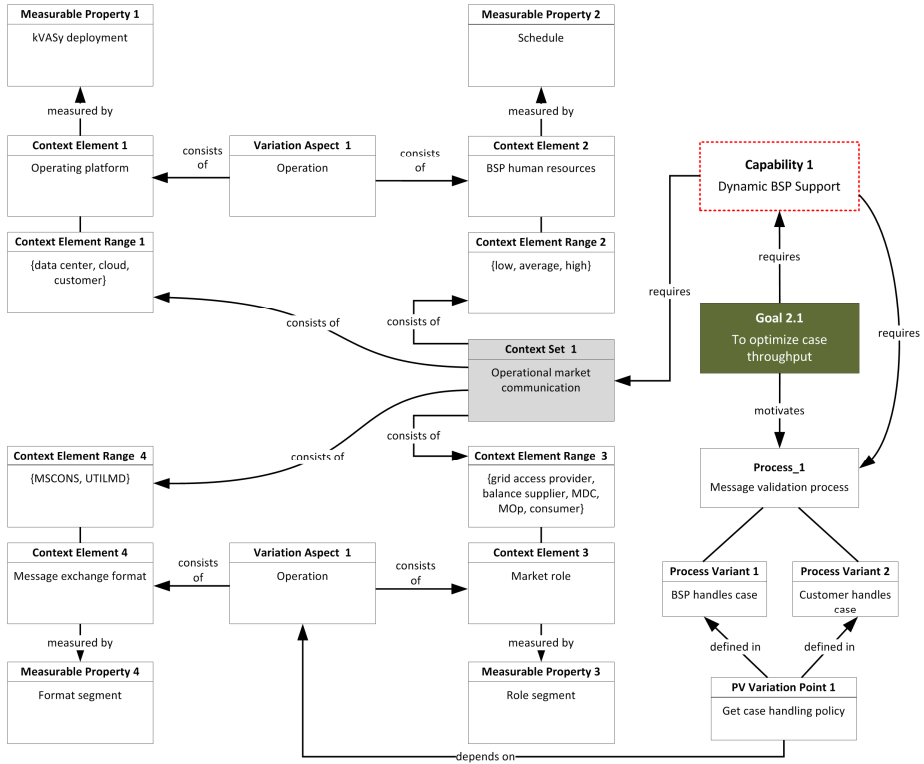 Measurable Property 1
kVASy deployment
Measurable Property 2
Schedule
measured by
measured by
Context Element 1
Operating platform
consists
of
Variation Aspect 1
Operation
consists
of
Context Element 2
BSP human resources
Capability 1
Dynamic BSP Support
Context Element Range 1
{data center, cloud,
customer}
Context Element Range 2
{low, average, high}
requires
requires
requires
consists of
consists of
Goal 2.1
To optimize case
throughput
Context Set 1
Operational market
communication
motivates
consists of
consists of
Context Element Range 4
{MSCONS, UTILMD}
Context Element Range 3
{grid access provider,
balance supplier, MDC,
MOp, consumer}
Process_1
Message validation process
Context Element 4
Message exchange format
consists
of
Variation Aspect 1
Operation
consists
of
Context Element 3
Market role
Process Variant 1
BSP handles case
Process Variant 2
Customer handles
case
measured by
measured by
defined in
defined in
Measurable Property 4
Format segment
Measurable Property 3
Role segment
PV Variation Point 1
Get case handling policy
depends on